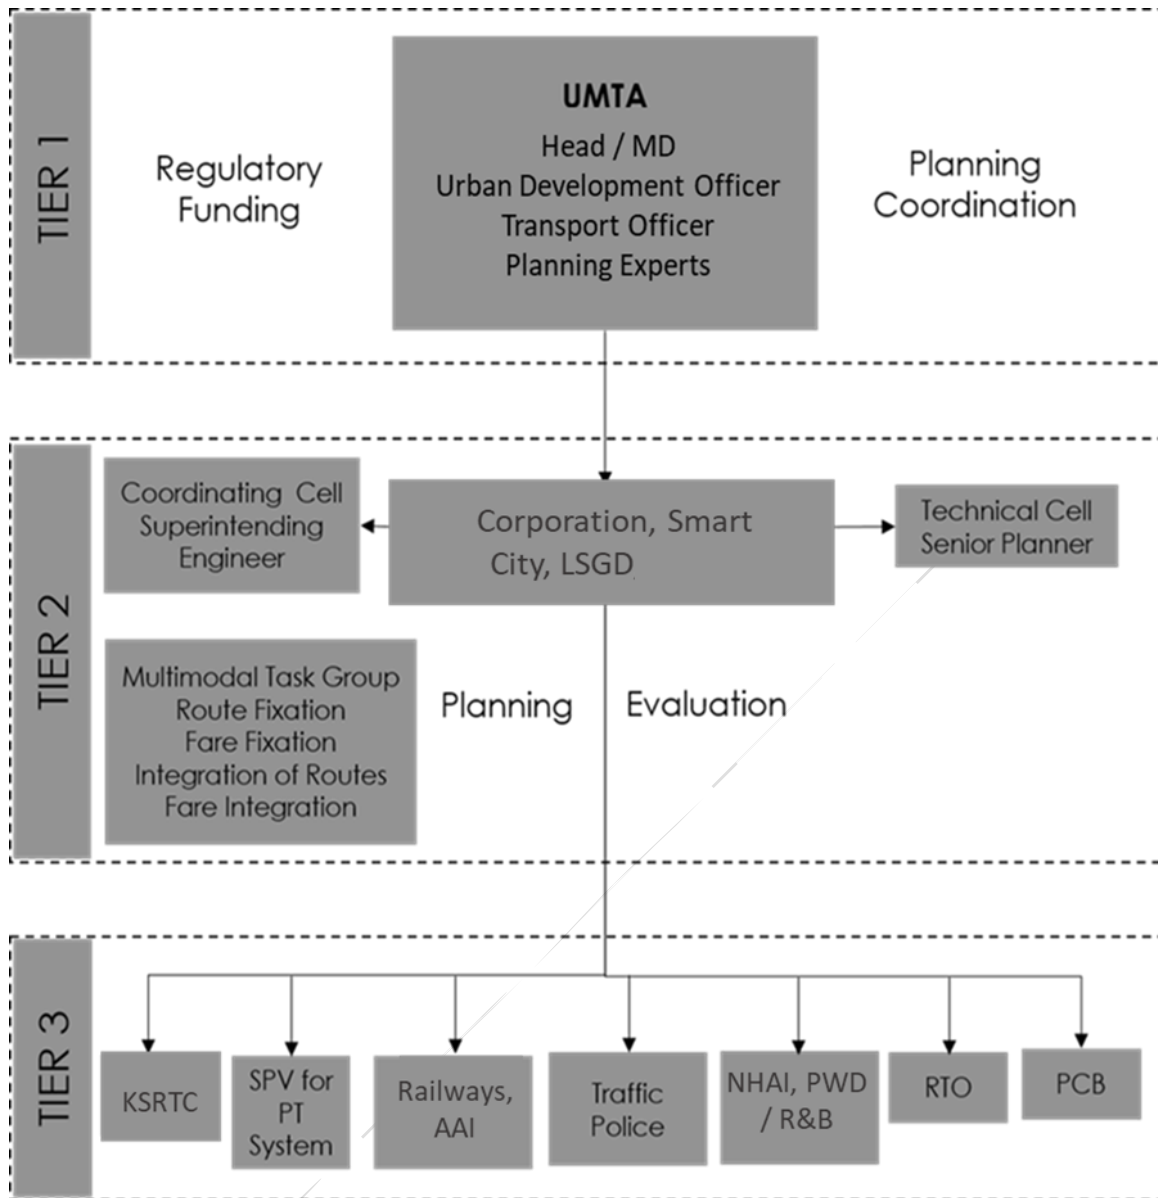 TIER 1
Regulatory
Funding
UMTA
Head / MD
Urban Development Officer
Transport Officer
Planning Experts
Planning
Coordination
TIER 2
Coordinating Cell
Superintending
Engineer
Corporation, Smart
City, LSGD
Technical Cell
Senior Planner
Multimodal Task Group
Route Fixation
Fare Fixation
Integration of Routes
Fare Integration
Planning
Evaluation
TIER 3
KSRTC
SPV for
PT
System
Railways,
AAI
Traffic
Police
NHAI, PWD
/ R&B
RTO
PCB